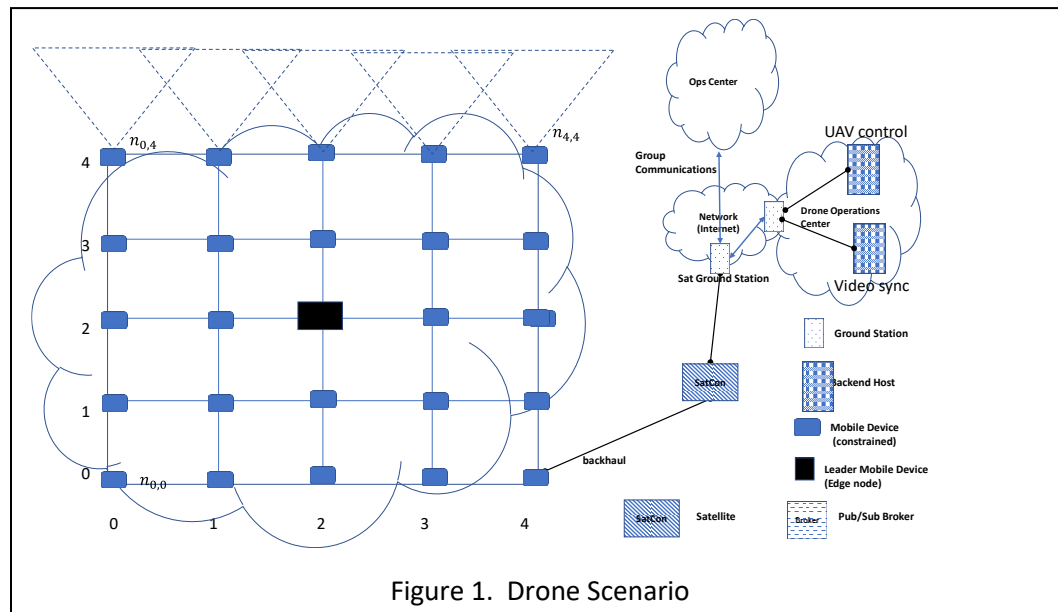 Ops Center
n0,4
n4,4
4
UAV control
Group
Communications
Network
(Internet)
Drone Operations
Center
3
Sat Ground Station
Video sync
2
Ground Station
SatCon
Backend Host
1
Mobile Device
(constrained)
backhaul
0
n0,0
Leader Mobile Device
(Edge node)
0
1
2
3
4
SatCon
Satellite
Broker
Pub/Sub Broker
Figure 1. Drone Scenario